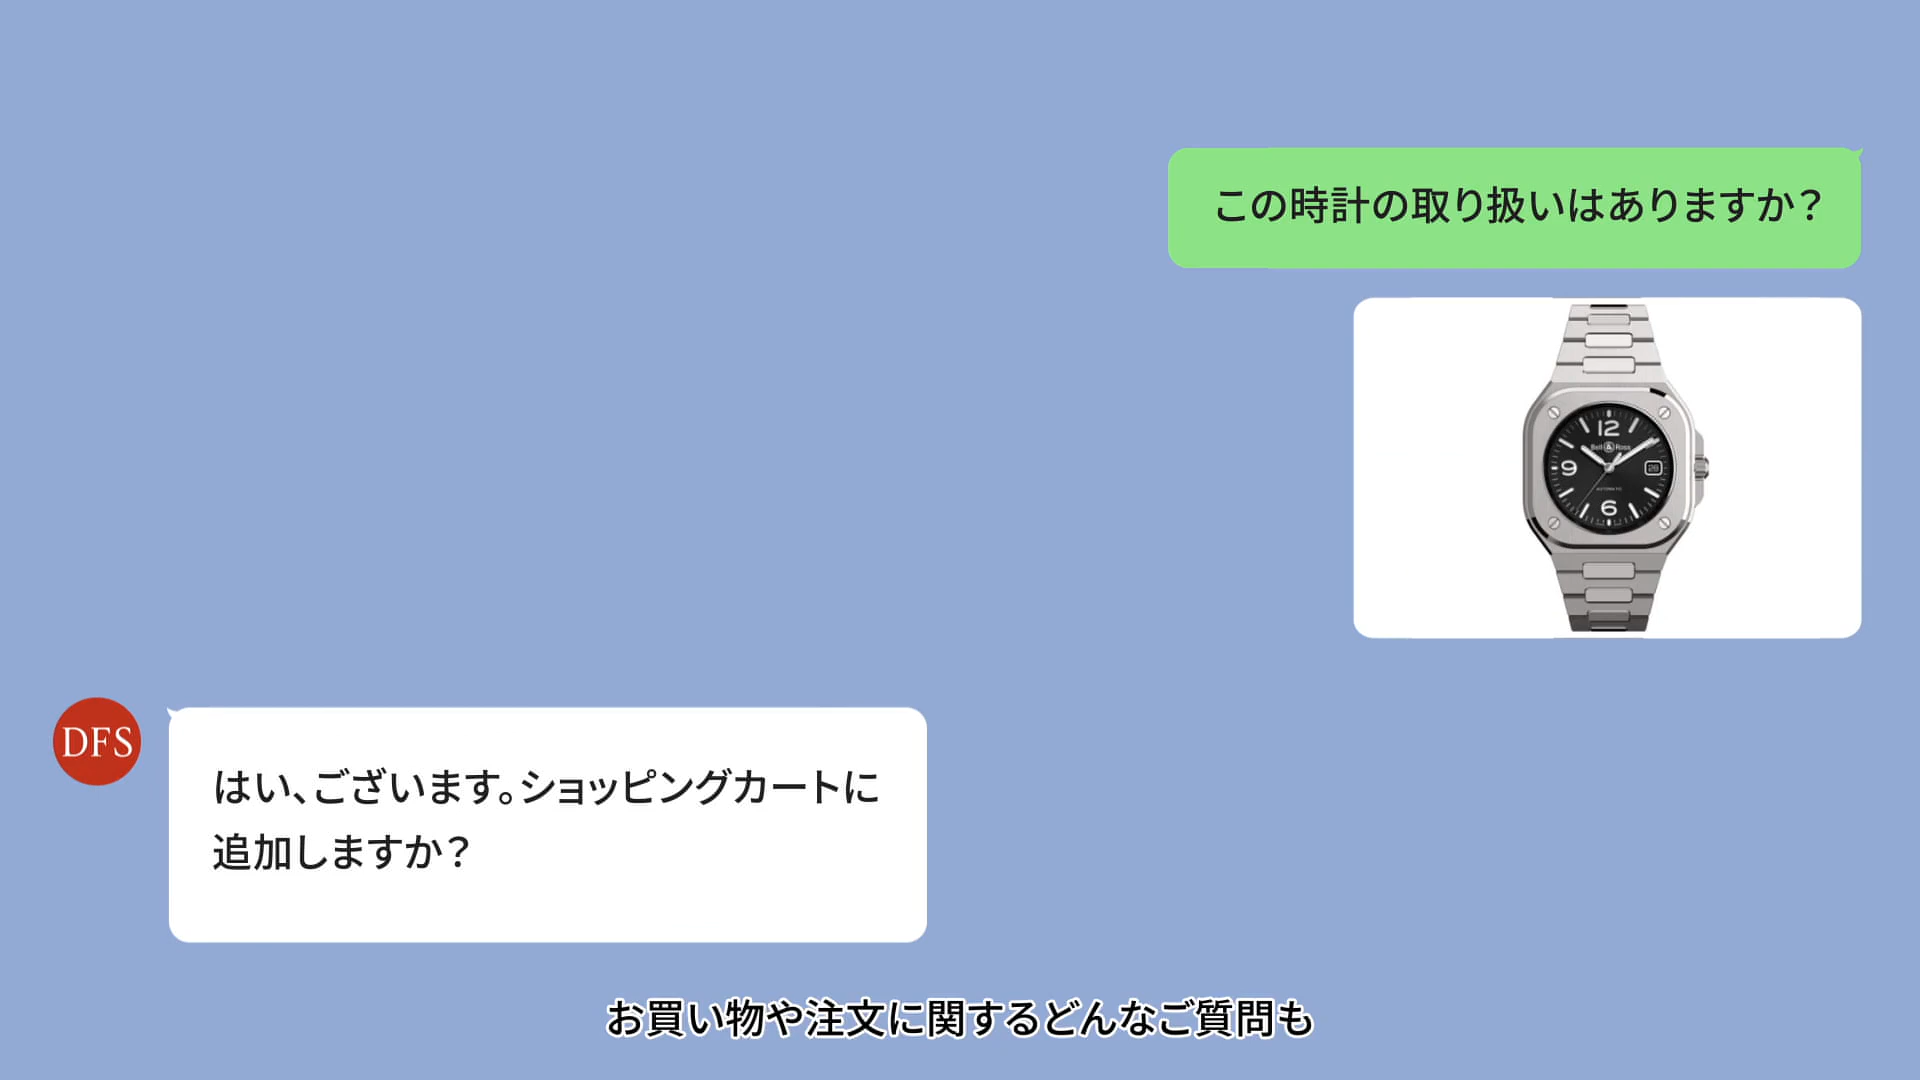 この時計の取り扱いはありますか？
12
Bell & Ross
9
28
AUTOMATIC
6
DFS
はい、ございます。ショッピングカートに
追加しますか？
お買い物や注文に関するどんなご質問も